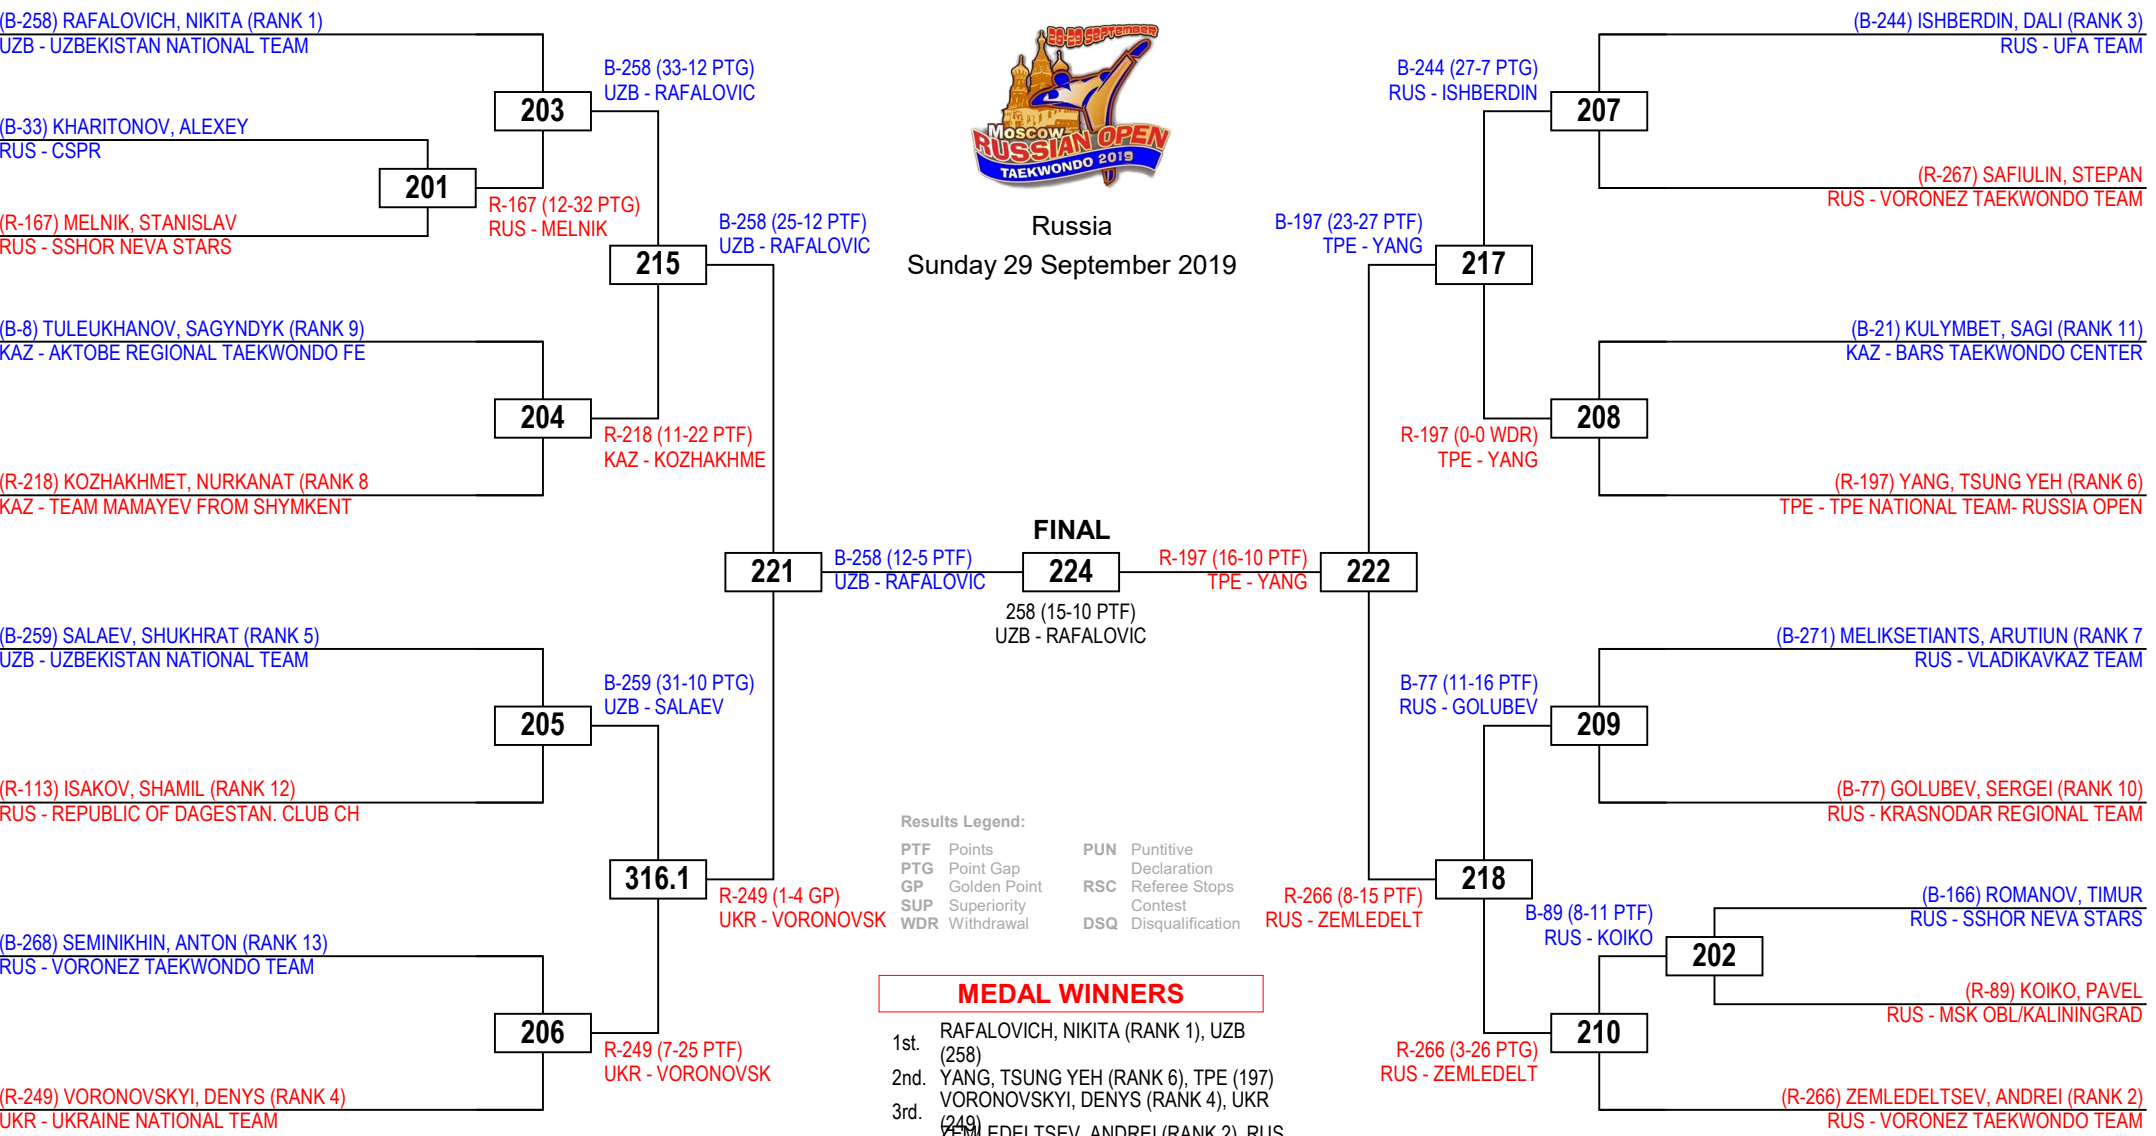 (B-258) RAFALOVICH, NIKITA (RANK 1)
UZB - UZBEKISTAN NATIONAL TEAM
(B-33) KHARITONOV, ALEXEY
RUS - CSPR
(R-167) MELNIK, STANISLAV
RUS - SSHOR NEVA STARS
(B-8) TULEUKHANOV, SAGYNDYK (RANK 9)
KAZ - AKTOBE REGIONAL TAEKWONDO FE
(R-218) KOZHAKHMET, NURKANAT (RANK 8
KAZ - TEAM MAMAYEV FROM SHYMKENT
(B-259) SALAEV, SHUKHRAT (RANK 5)
UZB - UZBEKISTAN NATIONAL TEAM
(R-113) ISAKOV, SHAMIL (RANK 12)
RUS - REPUBLIC OF DAGESTAN. CLUB CH
(B-268) SEMINIKHIN, ANTON (RANK 13)
RUS - VORONEZ TAEKWONDO TEAM
(R-249) VORONOVSKYI, DENYS (RANK 4)
UKR - UKRAINE NATIONAL TEAM
201
R-167 (12-32 PTG)
RUS - MELNIK
203
B-258 (33-12 PTG)
UZB - RAFALOVIC
204
R-218 (11-22 PTF)
KAZ - KOZHAKHME
205
B-259 (31-10 PTG)
UZB - SALAEV
206
R-249 (7-25 PTF)
UKR - VORONOVSK
215
B-258 (25-12 PTF)
UZB - RAFALOVIC
316.1
R-249 (1-4 GP)
UKR - VORONOVSK
221
B-258 (12-5 PTF)
UZB - RAFALOVIC
28-29 SEPTEMBER
Moscow
RUSSIAN OPEN
TAEKWONDO 2019
Russia
Sunday 29 September 2019
FINAL
224
258 (15-10 PTF)
UZB - RAFALOVIC
R-197 (16-10 PTF)
TPE - YANG
222
B-197 (23-27 PTF)
TPE - YANG
217
R-266 (8-15 PTF)
RUS - ZEMLEDELT
218
B-244 (27-7 PTG)
RUS - ISHBERDIN
207
R-197 (0-0 WDR)
TPE - YANG
208
B-77 (11-16 PTF)
RUS - GOLUBEV
209
R-266 (3-26 PTG)
RUS - ZEMLEDELT
210
B-89 (8-11 PTF)
RUS - KOIKO
202
(B-244) ISHBERDIN, DALI (RANK 3)
RUS - UFA TEAM
(R-267) SAFIULIN, STEPAN
RUS - VORONEZ TAEKWONDO TEAM
(B-21) KULYMBET, SAGI (RANK 11)
KAZ - BARS TAEKWONDO CENTER
(R-197) YANG, TSUNG YEH (RANK 6)
TPE - TPE NATIONAL TEAM- RUSSIA OPEN
(B-271) MELIKSETIANTS, ARUTIUN (RANK 7
RUS - VLADIKAVKAZ TEAM
(B-77) GOLUBEV, SERGEI (RANK 10)
RUS - KRASNODAR REGIONAL TEAM
(B-166) ROMANOV, TIMUR
RUS - SSHOR NEVA STARS
(R-89) KOIKO, PAVEL
RUS - MSK OBL/KALININGRAD
(R-266) ZEMLEDELTSEV, ANDREI (RANK 2)
RUS - VORONEZ TAEKWONDO TEAM
Results Legend:
PTF Points
PTG Point Gap
GP Golden Point
SUP Superiority
WDR Withdrawal
PUN Puntitive
Declaration
RSC Referee Stops
Contest
DSQ Disqualification
MEDAL WINNERS
1st. RAFALOVICH, NIKITA (RANK 1), UZB
(258)
2nd. YANG, TSUNG YEH (RANK 6), TPE (197)
3rd. VORONOVSKYI, DENYS (RANK 4), UKR
(249)
ZEMLEDELTSEV, ANDREI (RANK 2), RUS